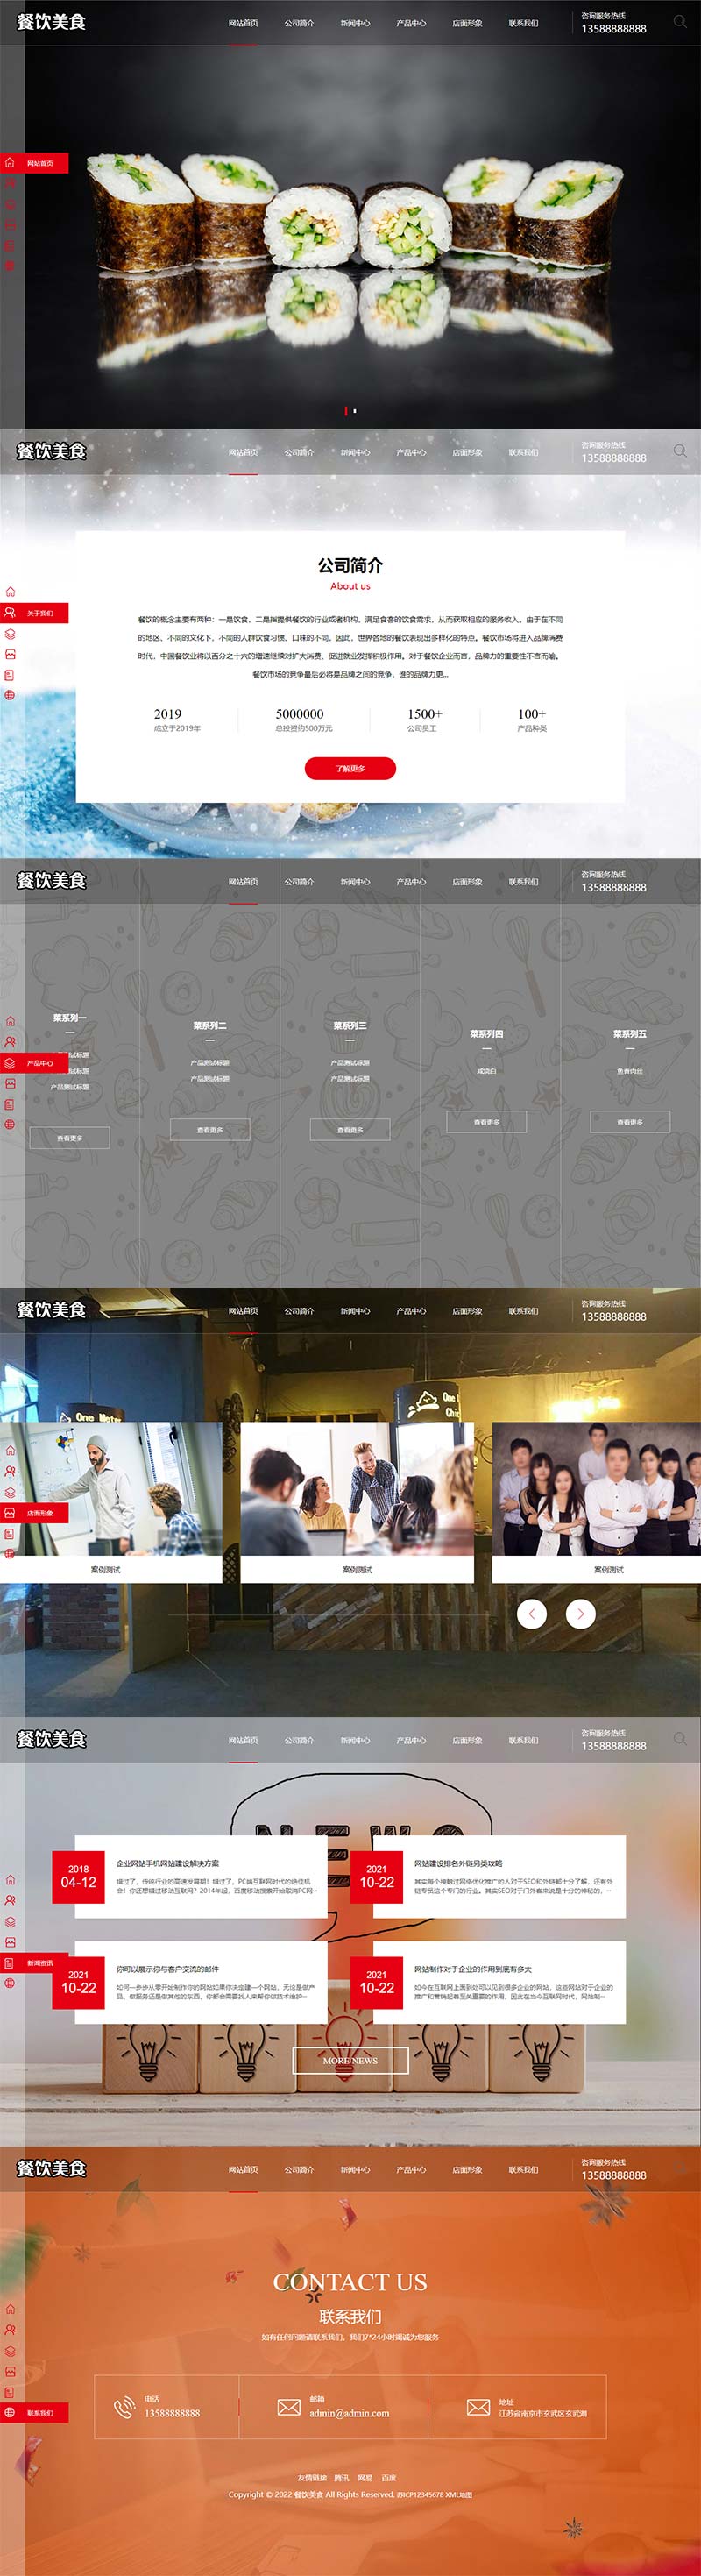 餐饮美食
网站首页 公司简介 新闻中心 产品中心 店面形象 联系我们
咨询服务热线
13588888888
网站首页
餐饮美食
网站首页 公司简介 新闻中心 产品中心 店面形象 联系我们
咨询服务热线
13588888888
关于我们
公司简介
About us
餐饮的概念主要有两种：一是饮食，二是指提供餐饮的行业或者机构，满足食客的饮食需求，从而获取相应的服务收入。由于在不同
的地区、不同的文化下，不同的人群饮食习惯、口味的不同，因此，世界各地的餐饮表现出多样化的特点。餐饮市场将进入品牌消费
时代，中国餐饮业将以百分之十六的增速继续对扩大消费、促进就业发挥积极作用。对于餐饮企业而言，品牌力的重要性不言而喻。
餐饮市场的竞争最后必将是品牌之间的竞争，谁的品牌力更...
2019 5000000 1500+ 100+
成立于2019年 总投资约500万元 公司员工 产品种类
了解更多
餐饮美食
网站首页 公司简介 新闻中心 产品中心 店面形象 联系我们
咨询服务热线
13588888888
产品中心
菜系列一
试标题
试标题
产品测试标题
查看更多
菜系列二
产品测试标题
产品测试标题
查看更多
菜系列三
产品测试标题
产品测试标题
查看更多
菜系列四
咸烧白
查看更多
菜系列五
鱼香肉丝
查看更多
餐饮美食
网站首页 公司简介 新闻中心 产品中心 店面形象 联系我们
咨询服务热线
13588888888
One Metr
One
Chic
店面形象
案例测试 案例测试 案例测试
餐饮美食
网站首页 公司简介 新闻中心 产品中心 店面形象 联系我们
咨询服务热线
13588888888
NEWS
新闻资讯
2018
04-12
企业网站手机网站建设解决方案
错过了，传统行业的高速发展期！错过了，PC端互联网时代的绝佳机
会！你还想错过移动互联网？2014年起，百度移动搜索开始取消PC网···
2021
10-22
网站建设排名外链另类攻略
其实每个接触过网络优化推广的人对于SEO和外链都十分了解，还有外
链专员这个专门的行业。其实SEO对于门外看来说是十分的神秘的，···
2021
10-22
你可以展示你与客户交流的邮件
如何一步步从零开始制作你的网站如果你决定建一个网站，无论是做产
品、做服务还是做其他的东西，你都会需要找人来帮你做技术维护···
2021
10-22
网站制作对于企业的作用到底有多大
如今在互联网上面到处可以见到很多企业的网站，这些网站对于企业的
推广和营销起着至关重要的作用，因此在当今互联网时代，网站制···
MORE NEWS
餐饮美食
网站首页 公司简介 新闻中心 产品中心 店面形象 联系我们
咨询服务热线
13588888888
联系我们
CONTACT US
联系我们
如有任何问题请联系我们，我们7*24小时竭诚为您服务
电话
13588888888
邮箱
admin@admin.com
地址
江苏省南京市玄武区玄武湖
友情链接： 腾讯 网易 百度
Copyright © 2022 餐饮美食 All Rights Reserved. 苏ICP12345678 XML地图